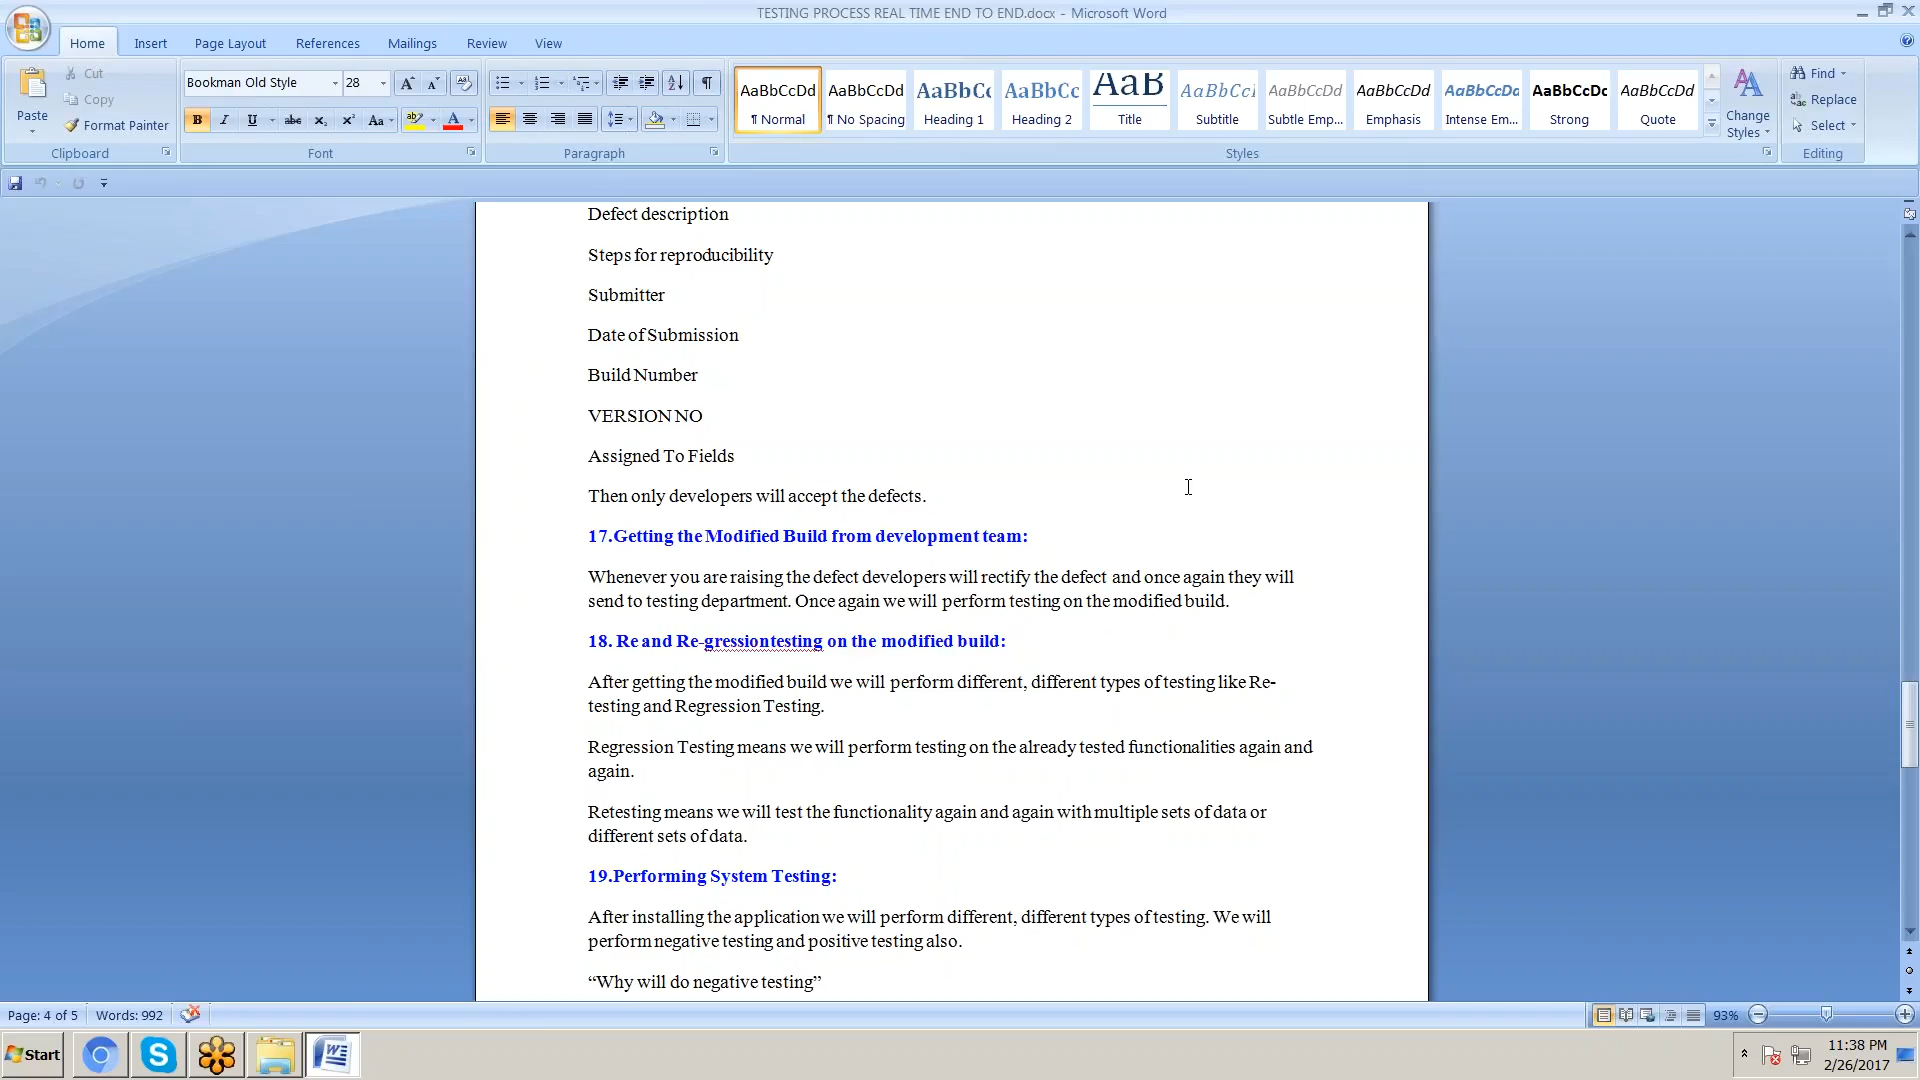 TESTING PROCESS REAL TIME END TO END.docx - Microsoft Word
Home Insert Page Layout References Mailings Review View
Paste
Cut
Copy
Format Painter
Clipboard
Bookman Old Style 28
Font
Paragraph
AaBbCcDd AaBbCcDd AaBbCc AaBbCc AaB AaBbCcl AaBbCcDd AaBbCcDd AaBbCcDd AaBbCcDc AaBbCcDd
¶ Normal ¶ No Spacing Heading 1 Heading 2 Title Subtitle Subtle Emp... Emphasis Intense Em... Strong Quote
Change Styles
Styles
Find
Replace
Select
Editing
Defect description
Steps for reproducibility
Submitter
Date of Submission
Build Number
VERSION NO
Assigned To Fields
Then only developers will accept the defects.
17.Getting the Modified Build from development team:
Whenever you are raising the defect developers will rectify the defect and once again they will
send to testing department. Once again we will perform testing on the modified build.
18. Re and Re-gressiontesting on the modified build:
After getting the modified build we will perform different, different types of testing like Re-
testing and Regression Testing.
Regression Testing means we will perform testing on the already tested functionalities again and
again.
Retesting means we will test the functionality again and again with multiple sets of data or
different sets of data.
19.Performing System Testing:
After installing the application we will perform different, different types of testing. We will
perform negative testing and positive testing also.
“Why will do negative testing”
Page: 4 of 5 Words: 992 93%
Start 11:38 PM
2/26/2017